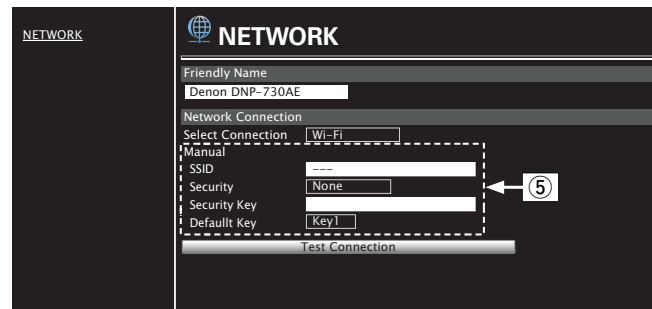 NETWORK
NETWORK
Friendly Name
Denon DNP-730AE
Network Connection
Select Connection Wi-Fi
Manual
SSID ---
Security None
Security Key
Defaullt Key Key1
⑤
Test Connection